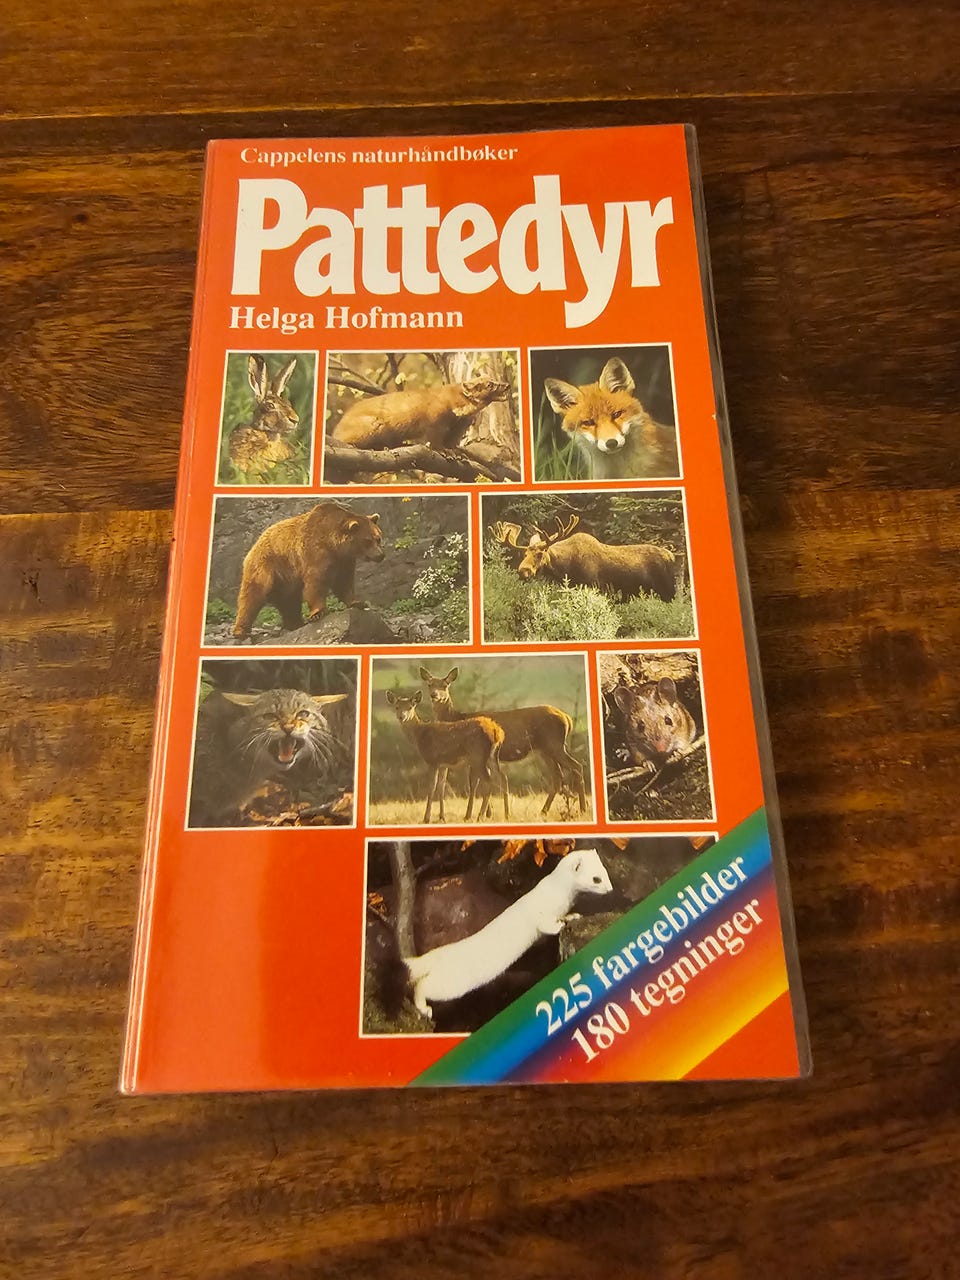 Cappelens naturhåndbøker
Pattedyr
Helga Hofmann
225 fargebilder
180 tegninger